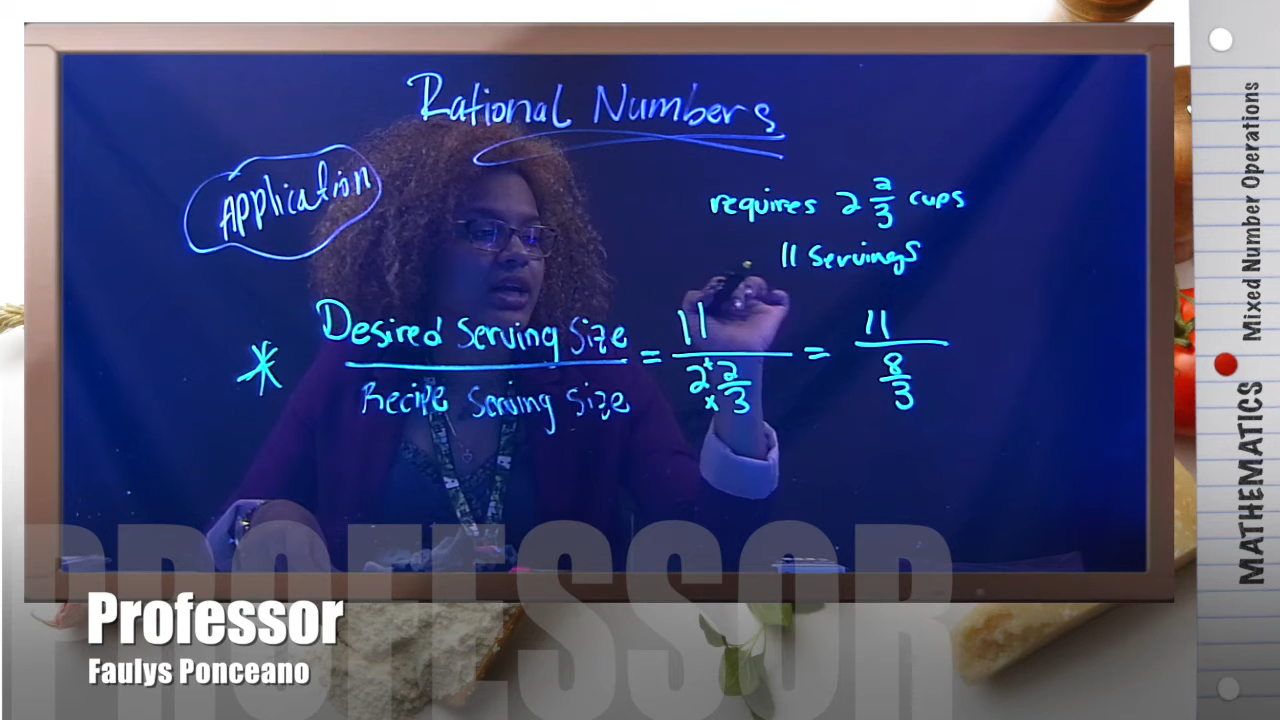 Rational Numbers
Application
requires 2 2/3 cups
11 Servings
* Desired Serving Size / Recipe Serving Size = 11 / 2 + x 2/3 = 11 / 8/3
PROFESSOR
Professor
Faulys Ponceano
MATHEMATICS Mixed Number Operations